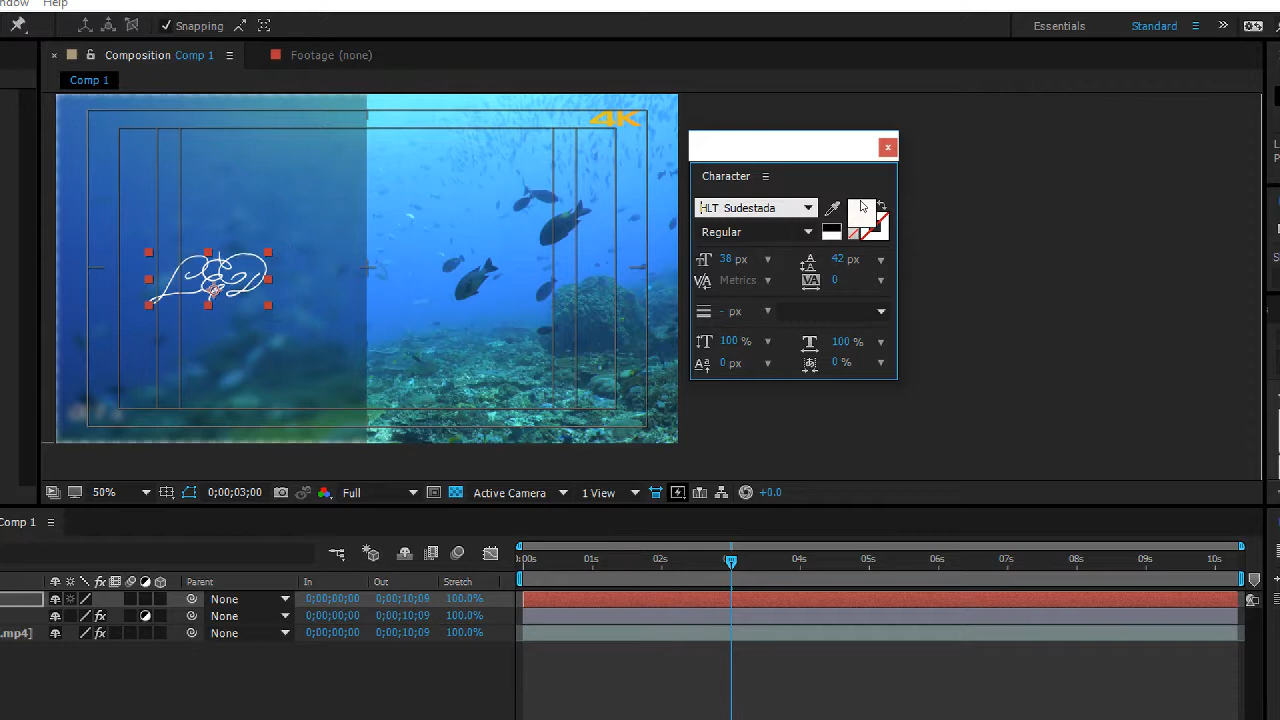 Window Help
Snapping Essentials Standard
Composition Comp 1 Footage (none)
Comp 1
4K
Character
HLT Sudestada
Regular
38 px 42 px
Metrics 0
- px
100 % 100 %
0 px 0 %
50% 0;00;03;00 Full Active Camera 1 View +0.0
Comp 1
:00s 01s 02s 04s 05s 06s 07s 08s 09s 10s
fx Parent In Out Stretch
None 0;00;00;00 0;00;10;09 100.0%
fx None 0;00;00;00 0;00;10;09 100.0%
.mp4] None 0;00;00;00 0;00;10;09 100.0%